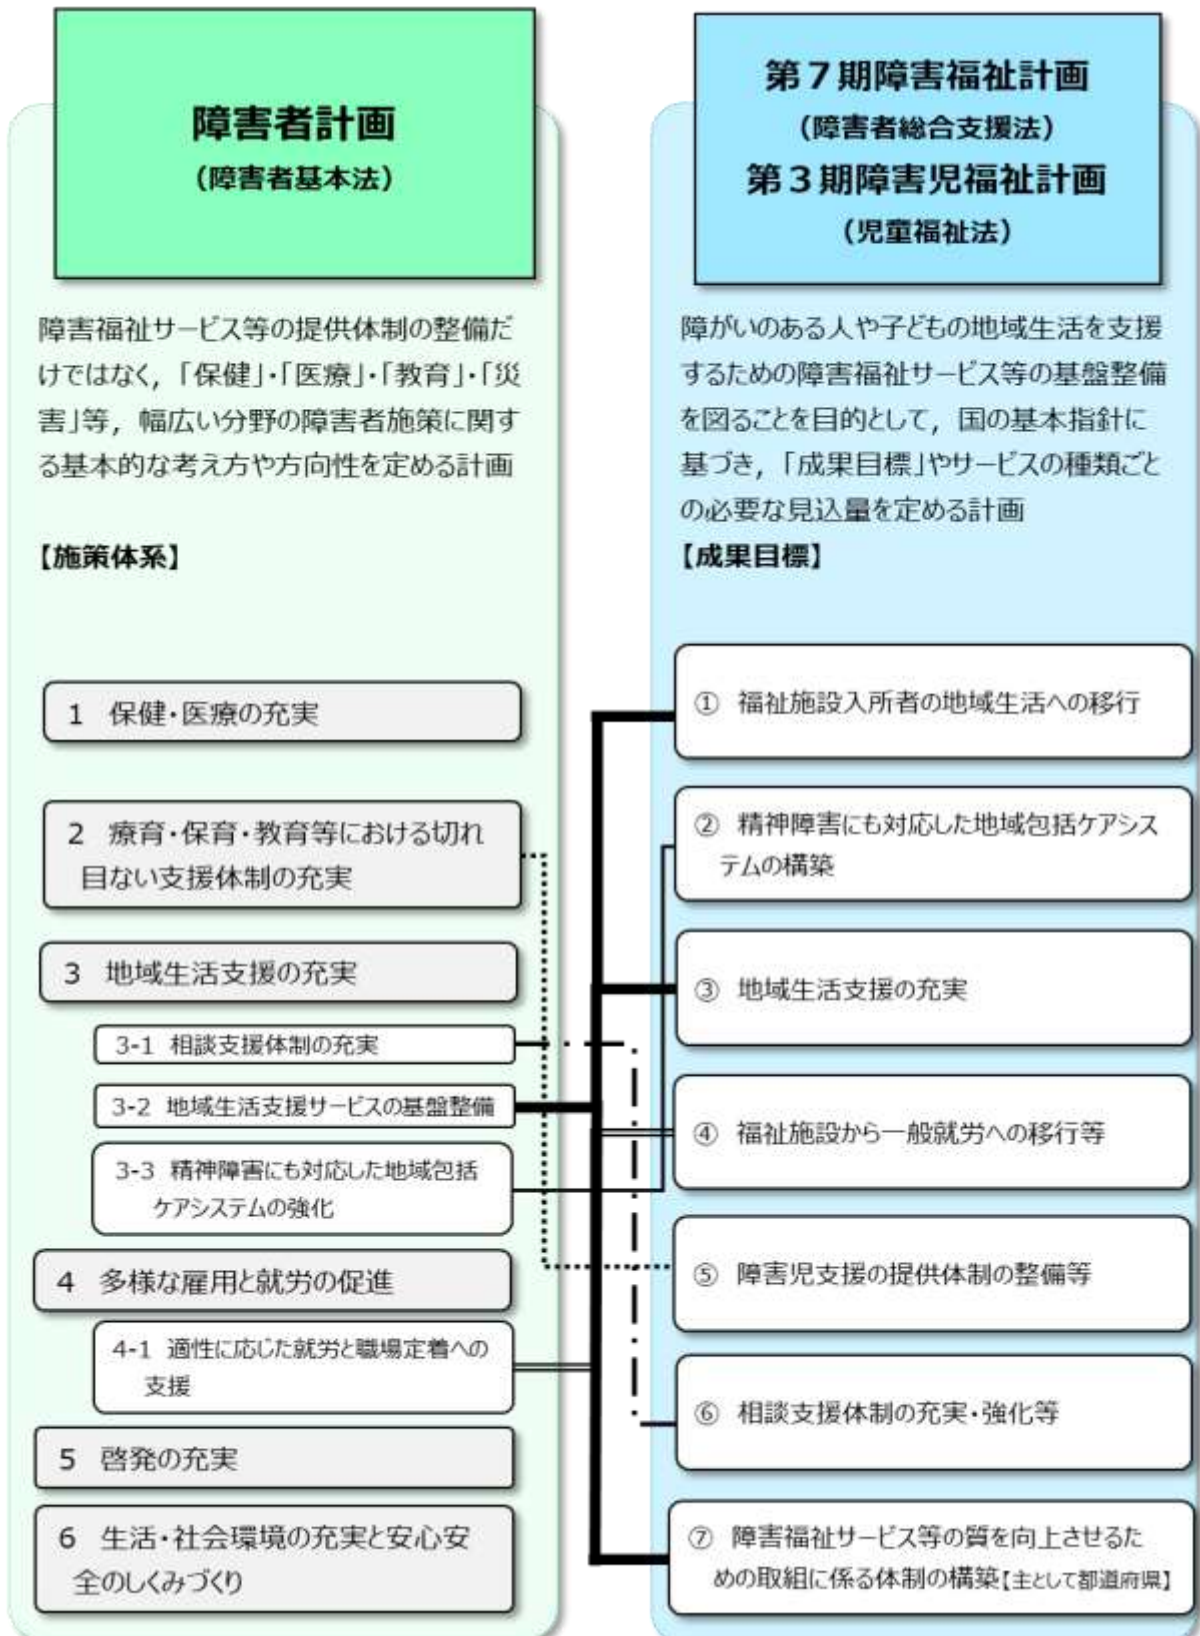 障害者計画
（障害者基本法）
障害福祉サービス等の提供体制の整備だ
けではなく，「保健」・「医療」・「教育」・「災
害」等，幅広い分野の障害者施策に関す
る基本的な考え方や方向性を定める計画
【施策体系】
1 保健・医療の充実
2 療育・保育・教育等における切れ
目ない支援体制の充実
3 地域生活支援の充実
3-1 相談支援体制の充実
3-2 地域生活支援サービスの基盤整備
3-3 精神障害にも対応した地域包括
ケアシステムの強化
4 多様な雇用と就労の促進
4-1 適性に応じた就労と職場定着への
支援
5 啓発の充実
6 生活・社会環境の充実と安心安
全のしくみづくり
第７期障害福祉計画
（障害者総合支援法）
第３期障害児福祉計画
（児童福祉法）
障がいのある人や子どもの地域生活を支援
するための障害福祉サービス等の基盤整備
を図ることを目的として，国の基本指針に
基づき，「成果目標」やサービスの種類ごと
の必要な見込量を定める計画
【成果目標】
① 福祉施設入所者の地域生活への移行
② 精神障害にも対応した地域包括ケアシス
テムの構築
③ 地域生活支援の充実
④ 福祉施設から一般就労への移行等
⑤ 障害児支援の提供体制の整備等
⑥ 相談支援体制の充実・強化等
⑦ 障害福祉サービス等の質を向上させるた
めの取組に係る体制の構築【主として都道府県】